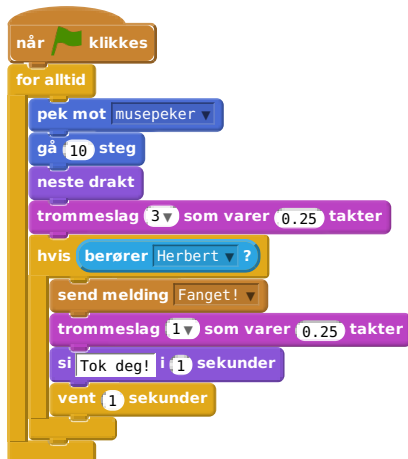 når klikkes
for alltid
pek mot musepeker
gå 10 steg
neste drakt
trommeslag 3 som varer 0.25 takter
hvis berører Herbert ?
send melding Fanget!
trommeslag 1 som varer 0.25 takter
si Tok deg! i 1 sekunder
vent 1 sekunder